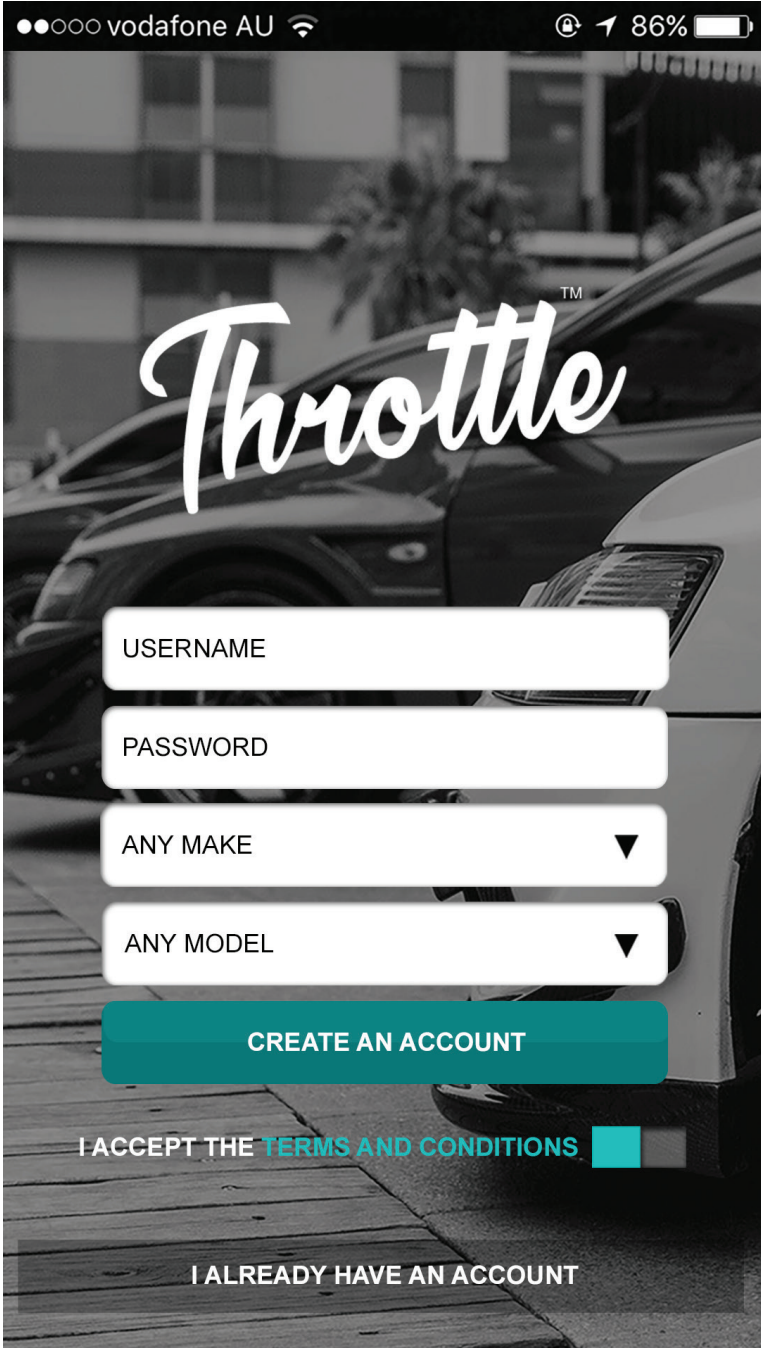 vodafone AU 86%
Throttle TM
USERNAME
PASSWORD
ANY MAKE
ANY MODEL
CREATE AN ACCOUNT
I ACCEPT THE TERMS AND CONDITIONS
I ALREADY HAVE AN ACCOUNT